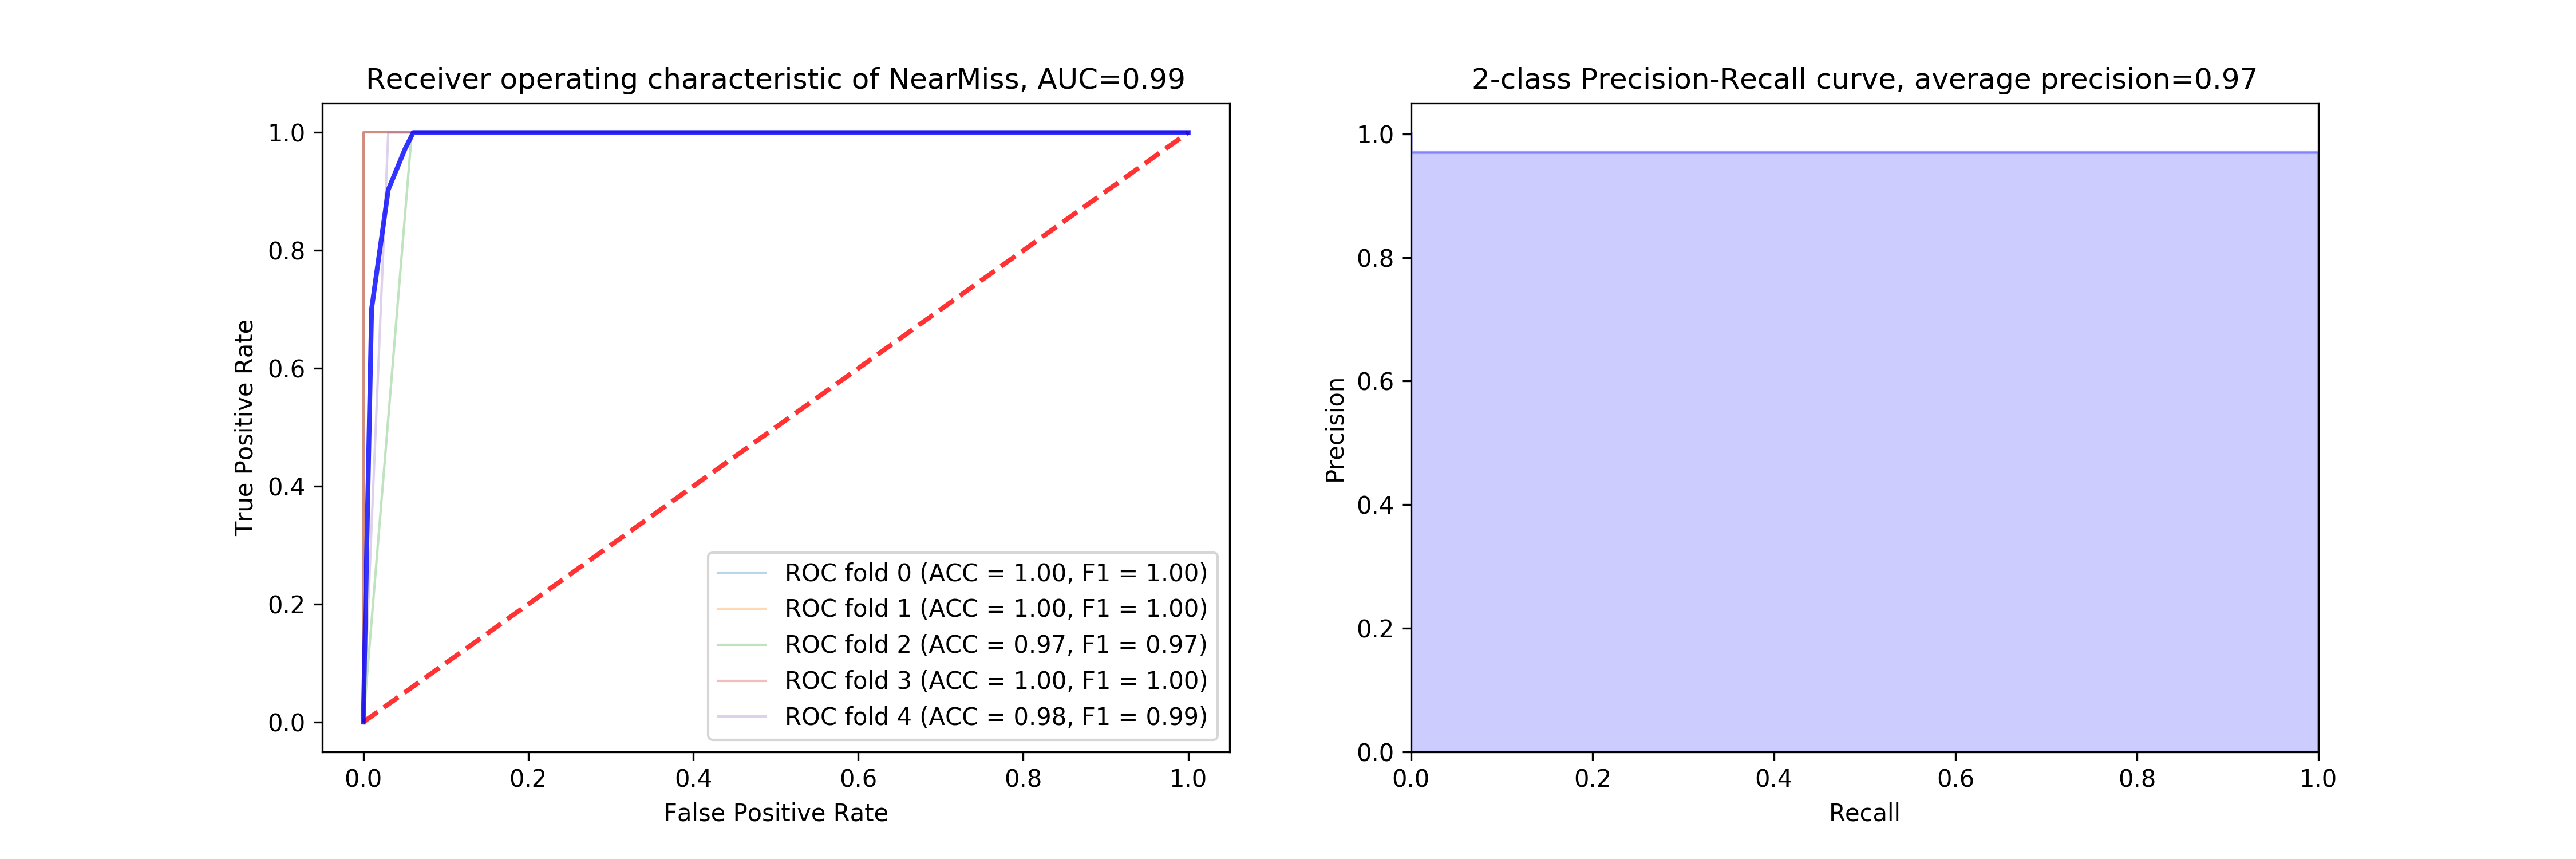 Receiver operating characteristic of NearMiss, AUC=0.99
1.0
0.8
0.6
0.4
0.2
0.0
True Positive Rate
ROC fold 0 (ACC = 1.00, F1 = 1.00)
ROC fold 1 (ACC = 1.00, F1 = 1.00)
ROC fold 2 (ACC = 0.97, F1 = 0.97)
ROC fold 3 (ACC = 1.00, F1 = 1.00)
ROC fold 4 (ACC = 0.98, F1 = 0.99)
0.0 0.2 0.4 0.6 0.8 1.0
False Positive Rate
2-class Precision-Recall curve, average precision=0.97
1.0
0.8
0.6
0.4
0.2
0.0
Precision
0.0 0.2 0.4 0.6 0.8 1.0
Recall